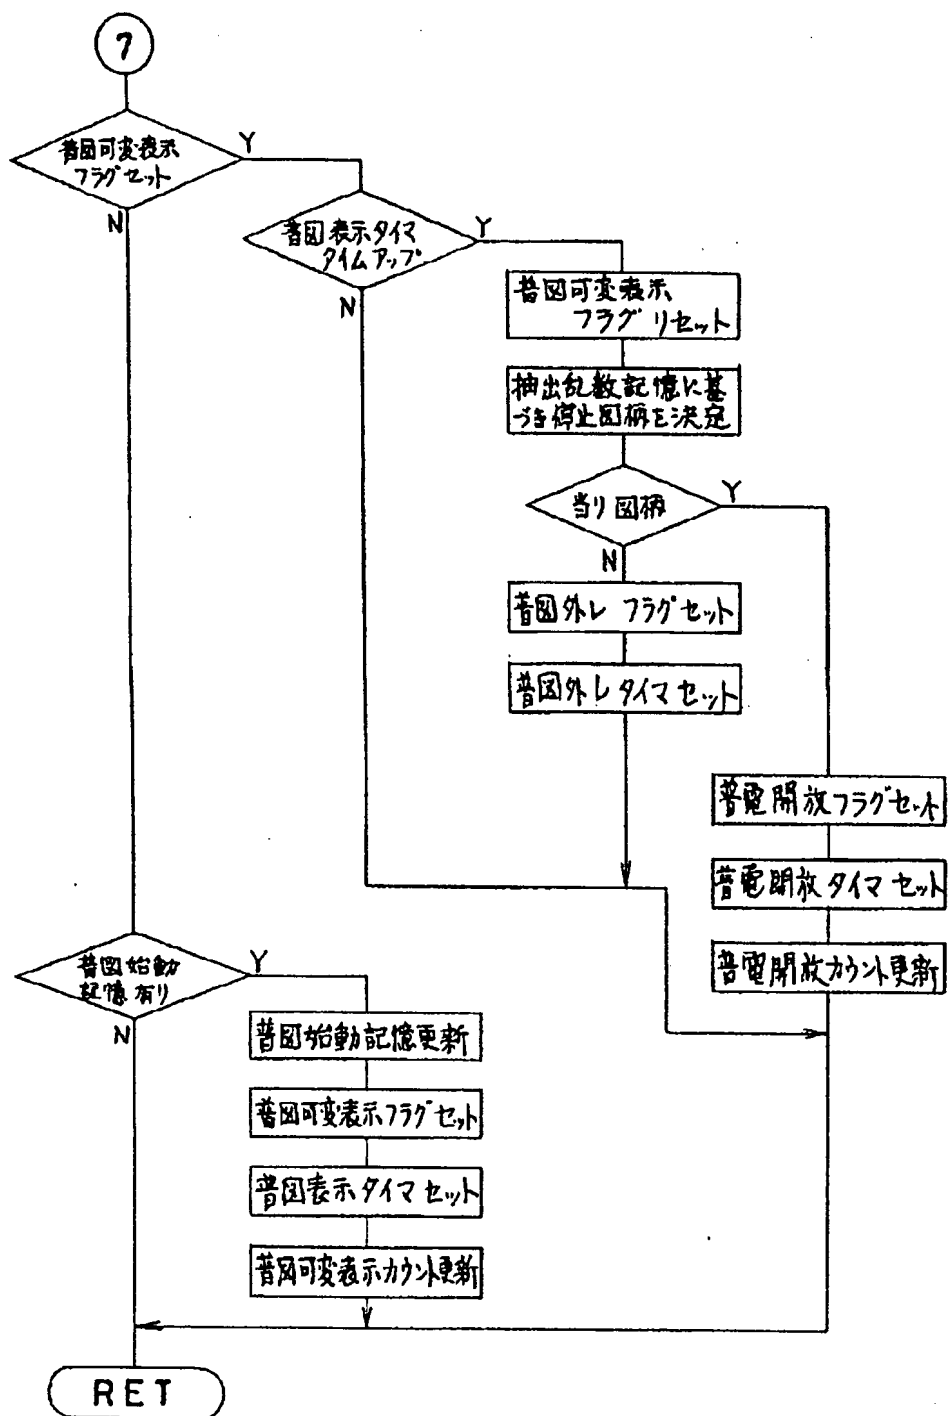 7
普図可変表示
フラグセット
Y
N
普図表示タイマ
タイムアップ
Y
N
普図可変表示
フラグリセット
抽出乱数記憶に基
づき停止図柄を決定
当り図柄
Y
N
普図外レフラグセット
普図外レタイマセット
普電開放フラグセット
普電開放タイマセット
普電開放カウント更新
普図始動
記憶有り
Y
N
普図始動記憶更新
普図可変表示フラグセット
普図表示タイマセット
普図可変表示カウント更新
RET